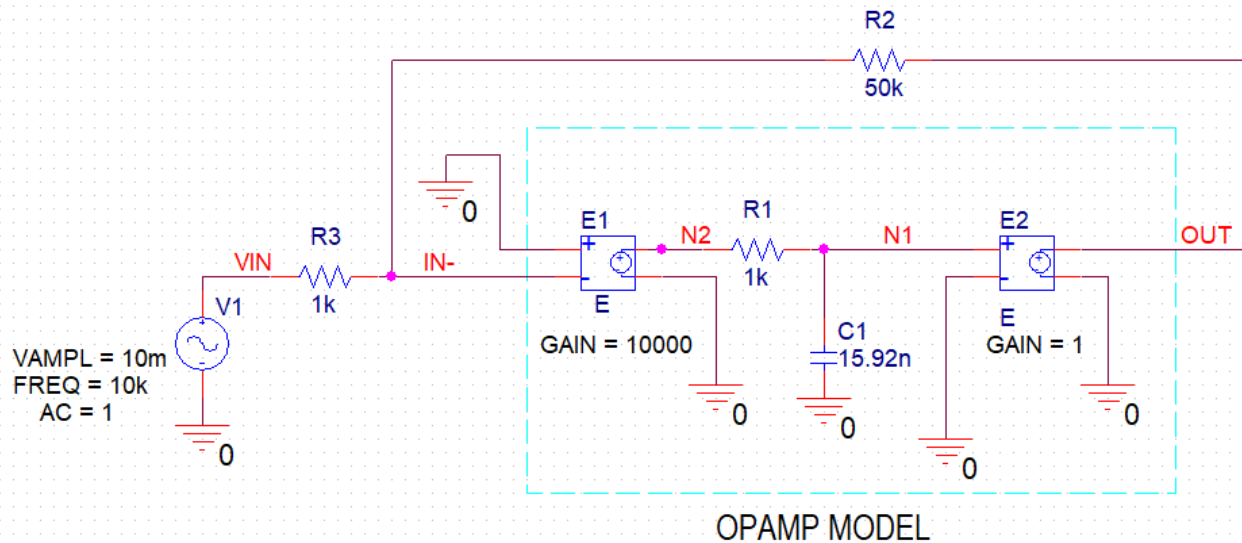 R2
50k
0
E1
R1
N2
N1
E2
OUT
R3
VIN
IN-
1k
1k
V1
E
C1
E
VAMPL = 10m
FREQ = 10k
AC = 1
GAIN = 10000
15.92n
GAIN = 1
0
0
0
0
0
OPAMP MODEL